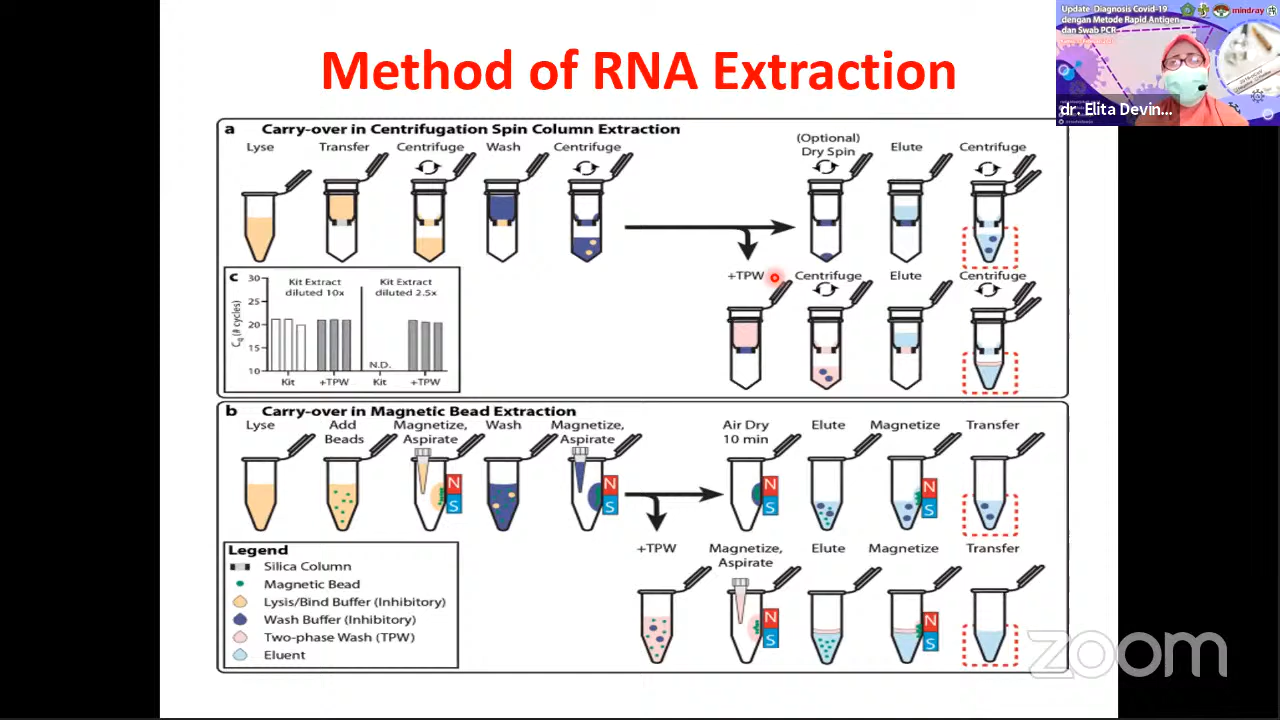 Method of RNA Extraction
Update Diagnosis Covid-19
dengan Metode Rapid Antigen
dan Swab PCR
mindray
dr. Elita Devin...
a Carry-over in Centrifugation Spin Column Extraction
Lyse Transfer Centrifuge Wash Centrifuge
(Optional)
Dry Spin Elute Centrifuge
+TPW Centrifuge Elute Centrifuge
c
Kit Extract
diluted 10x
Kit Extract
diluted 2.5x
30
25
20
15
10
Cq (# cycles)
N.D.
Kit +TPW Kit +TPW
b Carry-over in Magnetic Bead Extraction
Lyse
Add
Beads
Magnetize,
Aspirate
Wash
Magnetize,
Aspirate
Air Dry
10 min
Elute Magnetize Transfer
N
S
N
S
N
S
N
S
+TPW
Magnetize,
Aspirate
Elute Magnetize Transfer
N
S
N
S
Legend
Silica Column
Magnetic Bead
Lysis/Bind Buffer (Inhibitory)
Wash Buffer (Inhibitory)
Two-phase Wash (TPW)
Eluent
zoom